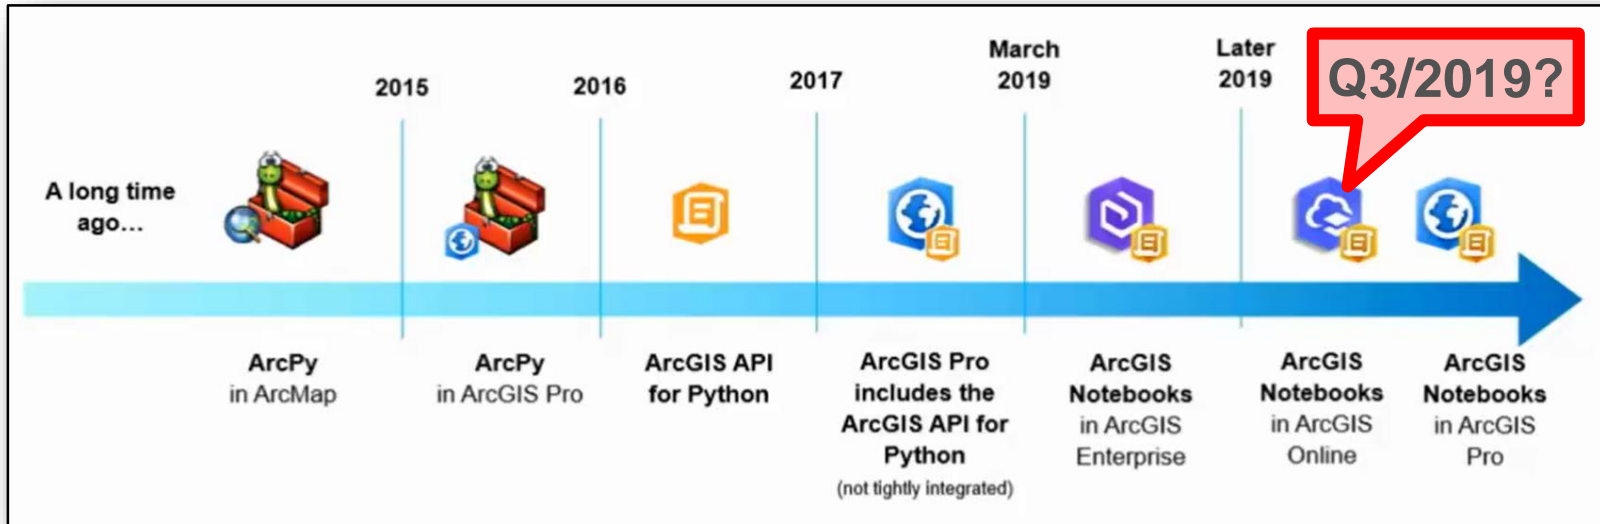 2015
2016
2017
March
2019
Later
2019
Q3/2019?
A long time
ago...
ArcPy
in ArcMap
ArcPy
in ArcGIS Pro
ArcGIS API
for Python
ArcGIS Pro
includes the
ArcGIS API for
Python
(not tightly integrated)
ArcGIS
Notebooks
in ArcGIS
Enterprise
ArcGIS
Notebooks
in ArcGIS
Online
ArcGIS
Notebooks
in ArcGIS
Pro